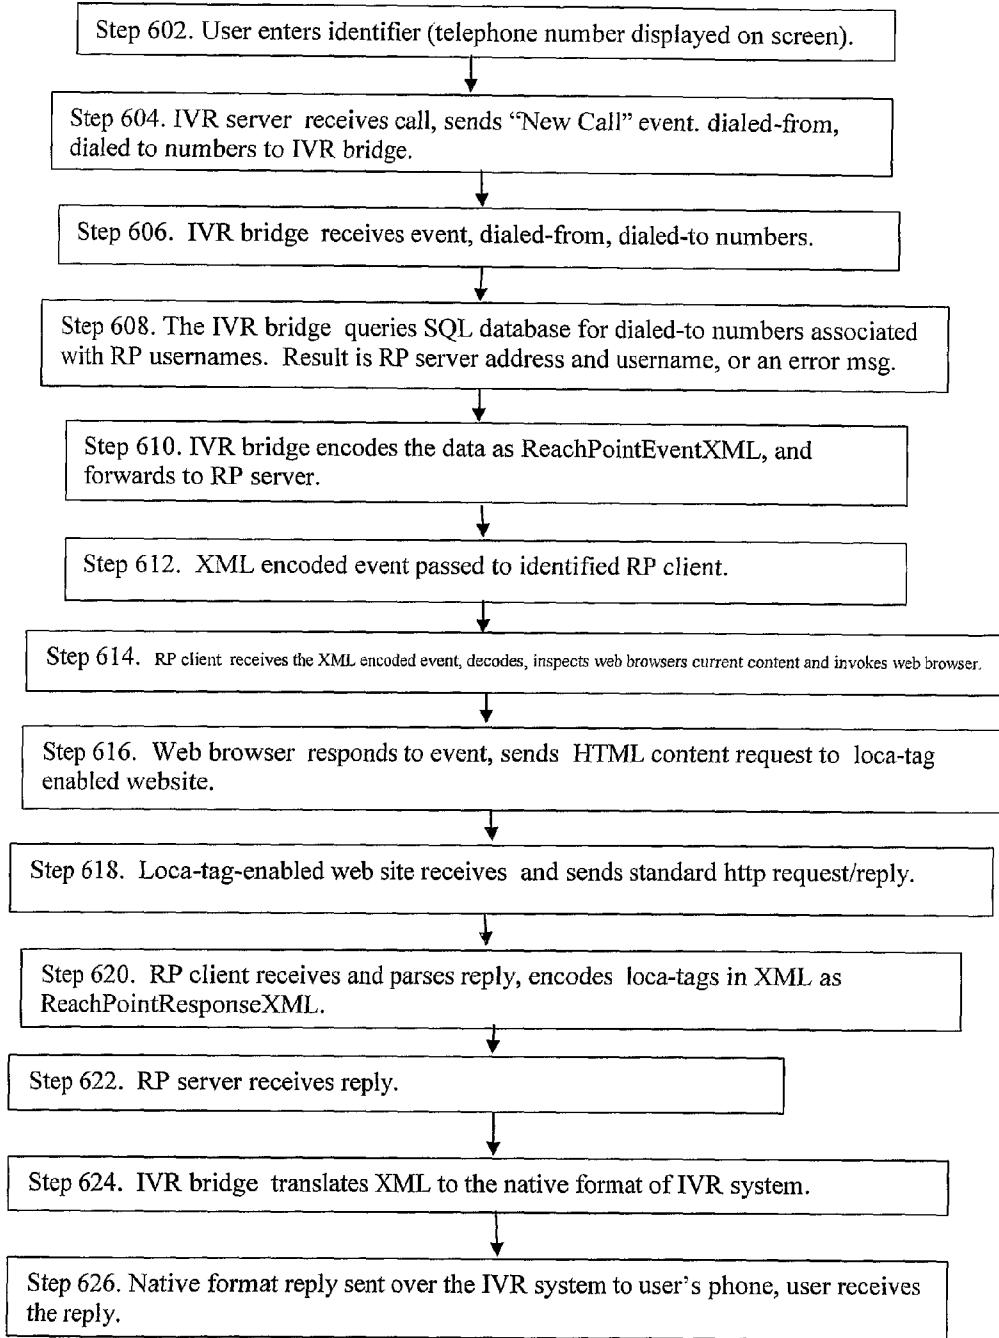 Step 602. User enters identifier (telephone number displayed on screen).
Step 604. IVR server receives call, sends “New Call” event. dialed-from,
dialed to numbers to IVR bridge.
Step 606. IVR bridge receives event, dialed-from, dialed-to numbers.
Step 608. The IVR bridge queries SQL database for dialed-to numbers associated
with RP usernames. Result is RP server address and username, or an error msg.
Step 610. IVR bridge encodes the data as ReachPointEventXML, and
forwards to RP server.
Step 612. XML encoded event passed to identified RP client.
Step 614. RP client receives the XML encoded event, decodes, inspects web browsers current content and invokes web browser.
Step 616. Web browser responds to event, sends HTML content request to loca-tag
enabled website.
Step 618. Loca-tag-enabled web site receives and sends standard http request/reply.
Step 620. RP client receives and parses reply, encodes loca-tags in XML as
ReachPointResponseXML.
Step 622. RP server receives reply.
Step 624. IVR bridge translates XML to the native format of IVR system.
Step 626. Native format reply sent over the IVR system to user’s phone, user receives
the reply.